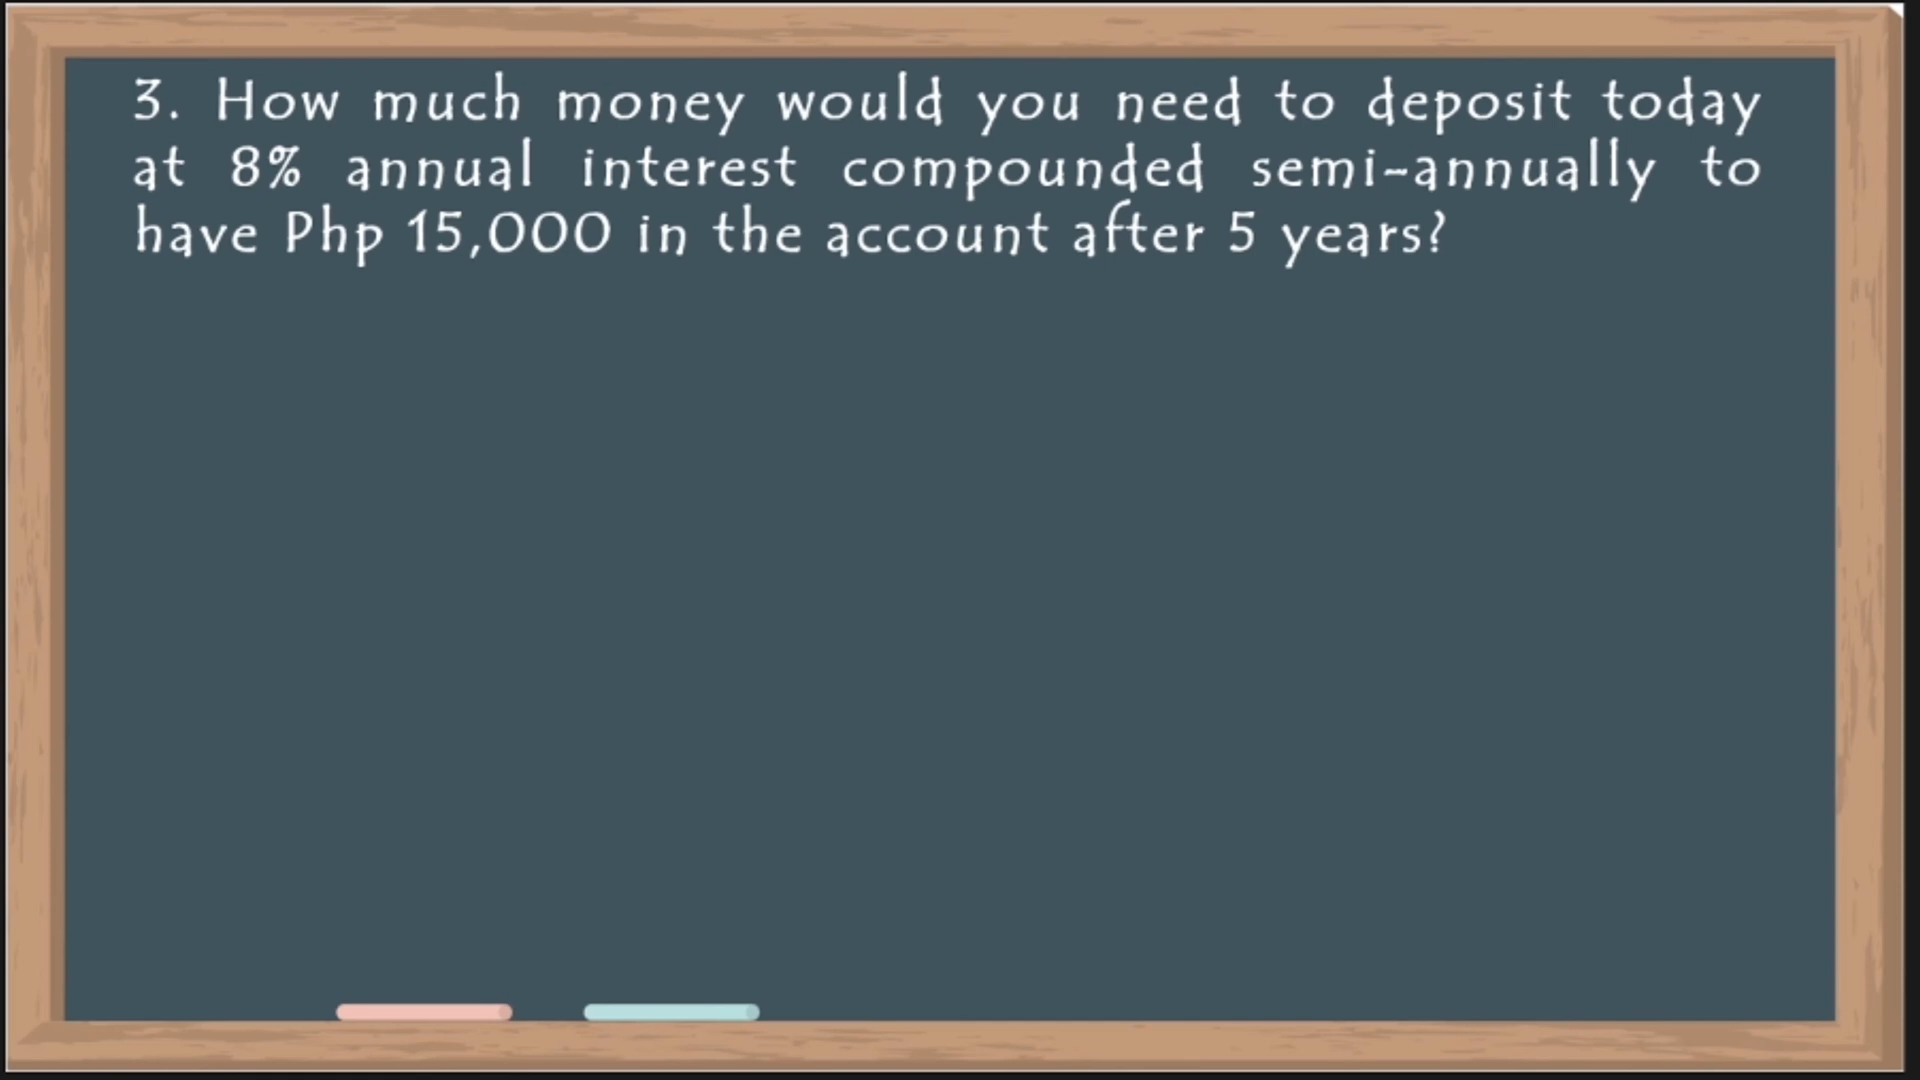 3. How much money would you need to deposit today
at 8% annual interest compounded semi-annually to
have Php 15,000 in the account after 5 years?